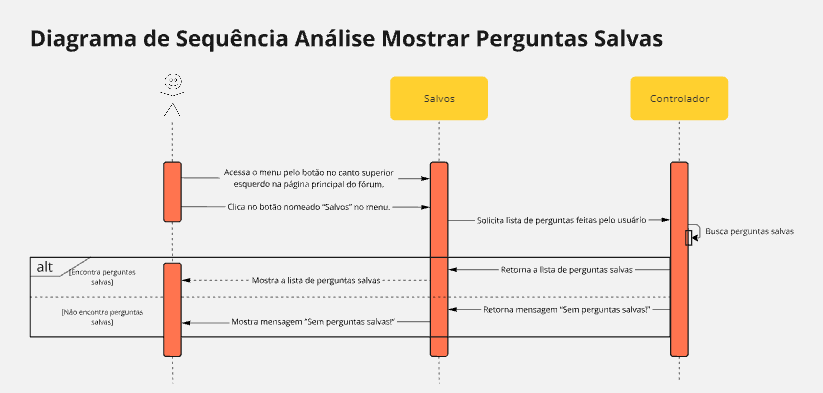 Diagrama de Sequência Análise Mostrar Perguntas Salvas
Salvos
Controlador
Acessa o menu pelo botão no canto superior
esquerdo na página principal do fórum.
Clica no botão nomeado "Salvos" no menu.
Solicita lista de perguntas feitas pelo usuário
Busca perguntas salvas
alt
[Encontra perguntas
salvas]
Retorna a lista de perguntas salvas
Mostra a lista de perguntas salvas
[Não encontra perguntas
salvas]
Retorna mensagem "Sem perguntas salvas!"
Mostra mensagem "Sem perguntas salvas!"